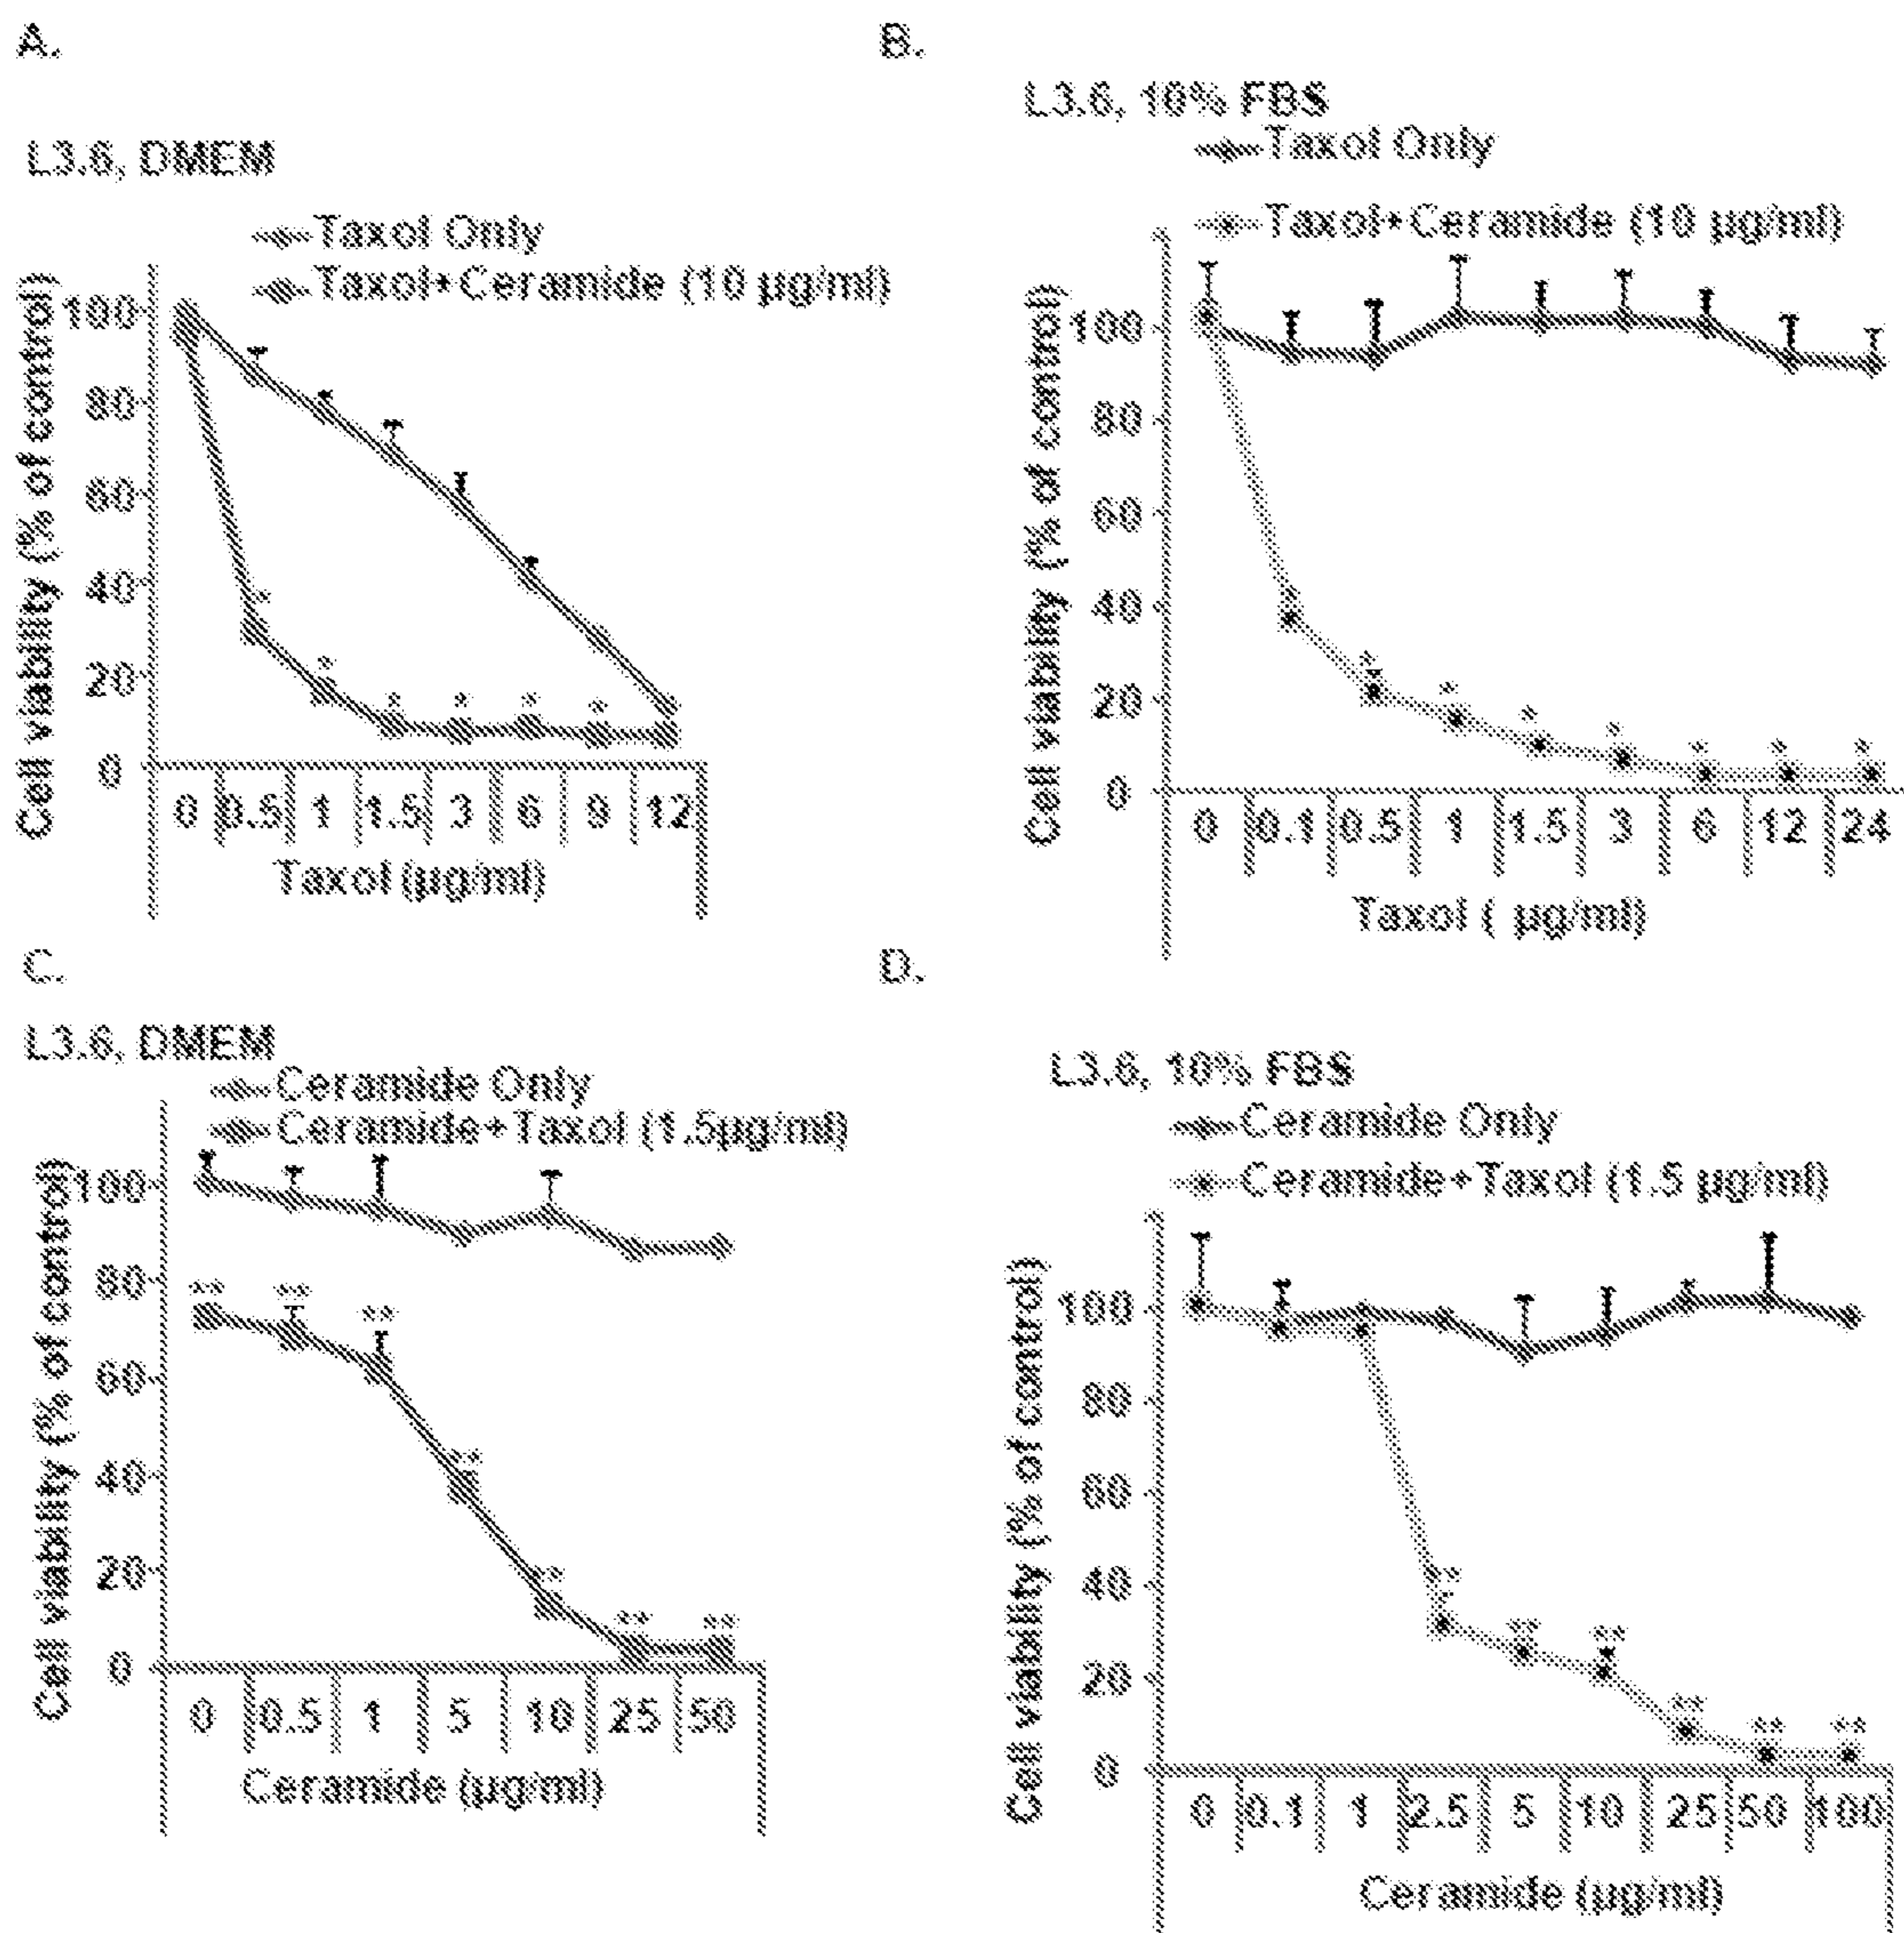 A.
L3.6, DMEM
Taxol Only
Taxol+Ceramide (10 µg/ml)
Cell viability (% of control)
100
80
60
40
20
0
0 0.5 1 1.5 3 6 9 12
* * * * * *
Taxol (µg/ml)
B.
L3.6, 10% FBS
Taxol Only
Taxol+Ceramide (10 µg/ml)
Cell viability (% of control)
100
80
60
40
20
0
* * * * * * * *
0 0.1 0.5 1 1.5 3 6 12 24
Taxol ( µg/ml)
C.
L3.6, DMEM
Ceramide Only
Ceramide+Taxol (1.5µg/ml)
Cell viability (% of control)
100
80
60
40
20
0
** ** ** ** ** ** **
0 0.5 1 5 10 25 50
Ceramide (µg/ml)
D.
L3.6, 10% FBS
Ceramide Only
Ceramide+Taxol (1.5 µg/ml)
Cell viability (% of control)
100
80
60
40
20
0
** ** ** ** ** **
0 0.1 1 2.5 5 10 25 50 100
Ceramide (µg/ml)